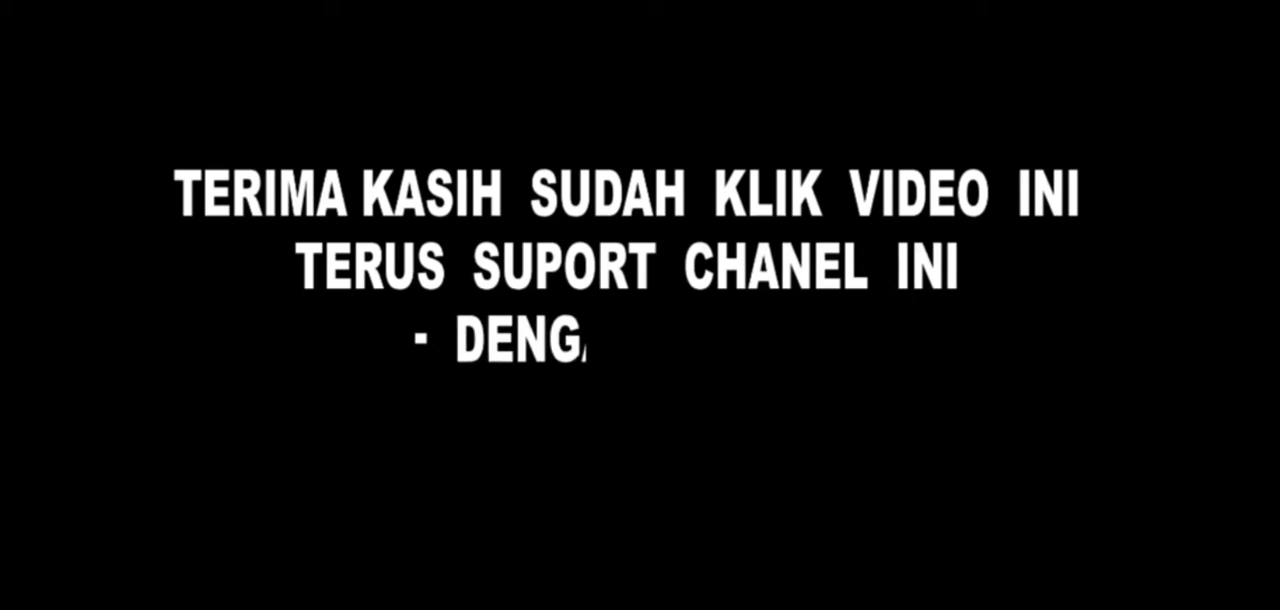 TERIMA KASIH SUDAH KLIK VIDEO INI
TERUS SUPORT CHANEL INI
- DENG